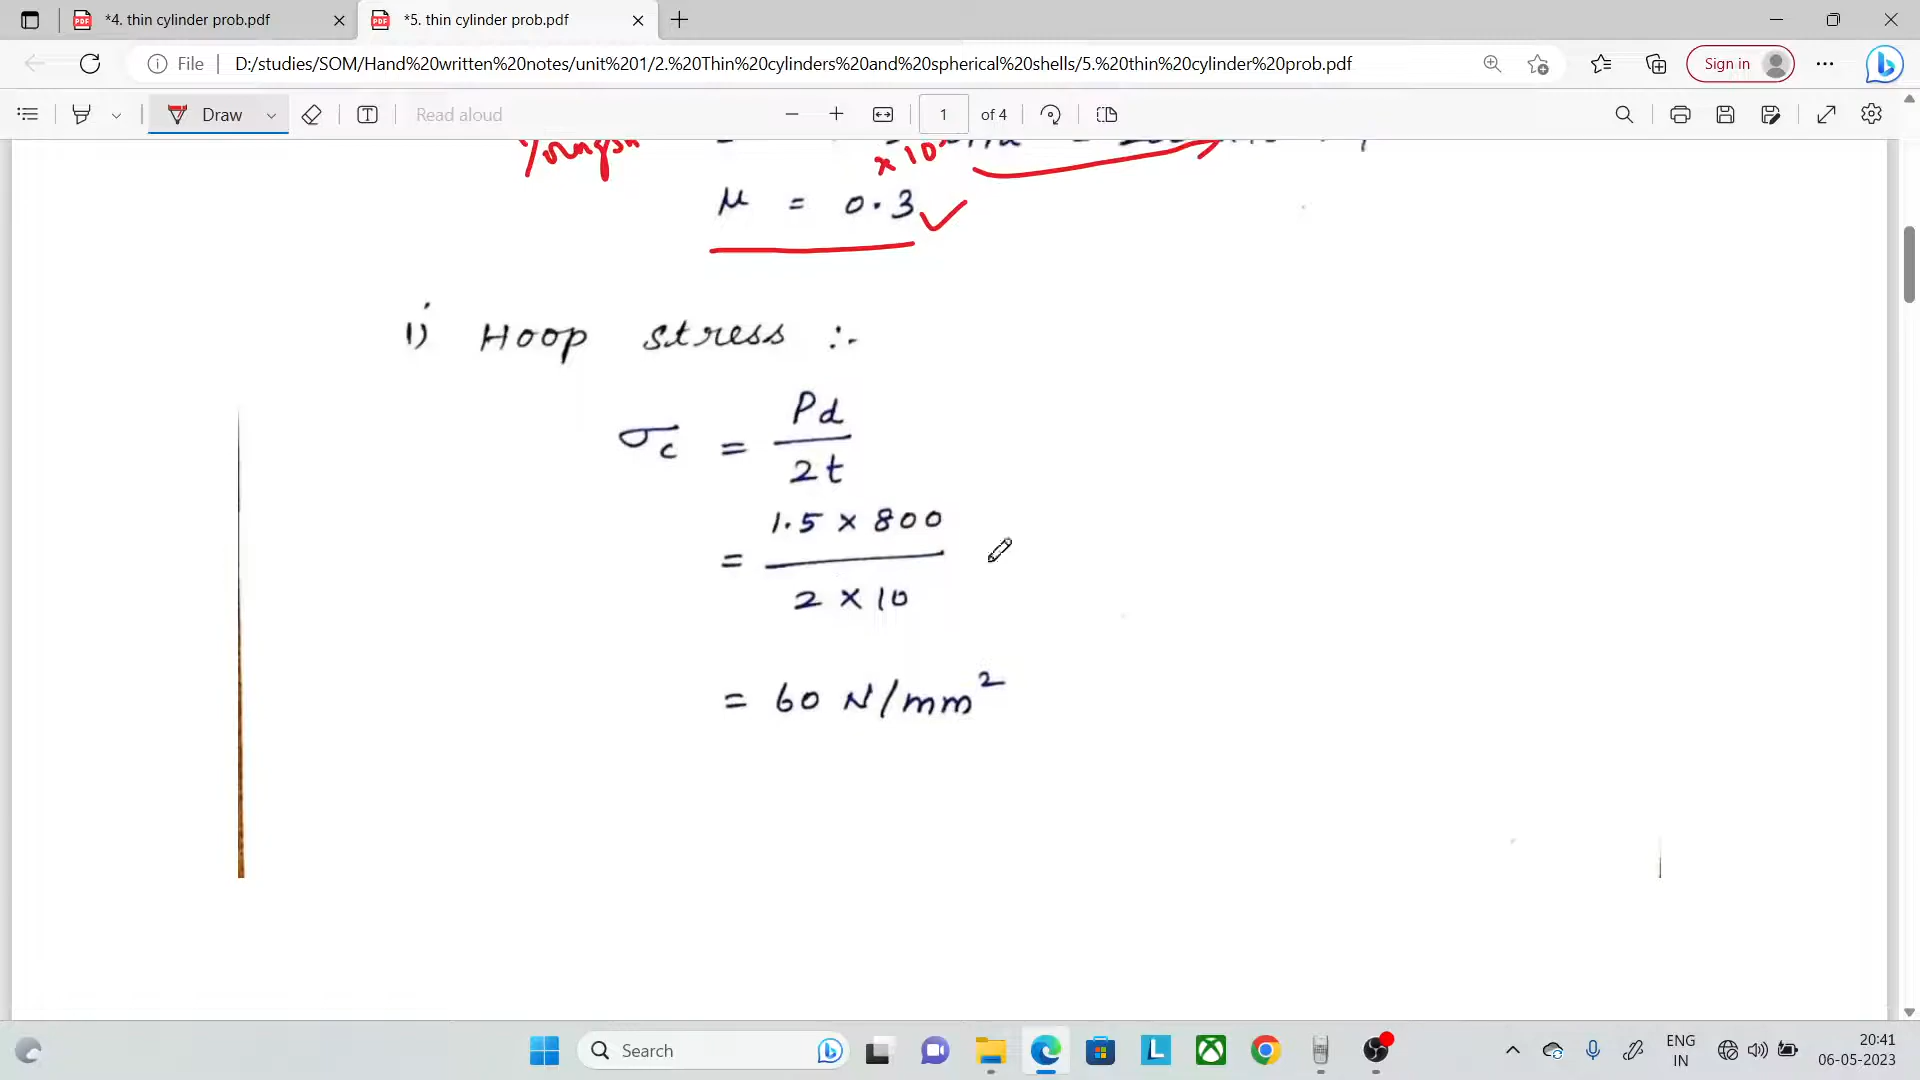 *4. thin cylinder prob.pdf
*5. thin cylinder prob.pdf
File
D:/studies/SOM/Hand%20written%20notes/unit%201/2.%20Thin%20cylinders%20and%20spherical%20shells/5.%20thin%20cylinder%20prob.pdf
Sign in
Draw
Read aloud
1 of 4
× 10
μ = 0.3
1) Hoop stress :-
σc = Pd / 2t
= 1.5 × 800 / 2 × 10
= 60 N/mm²
Search
ENG
IN
20:41
06-05-2023